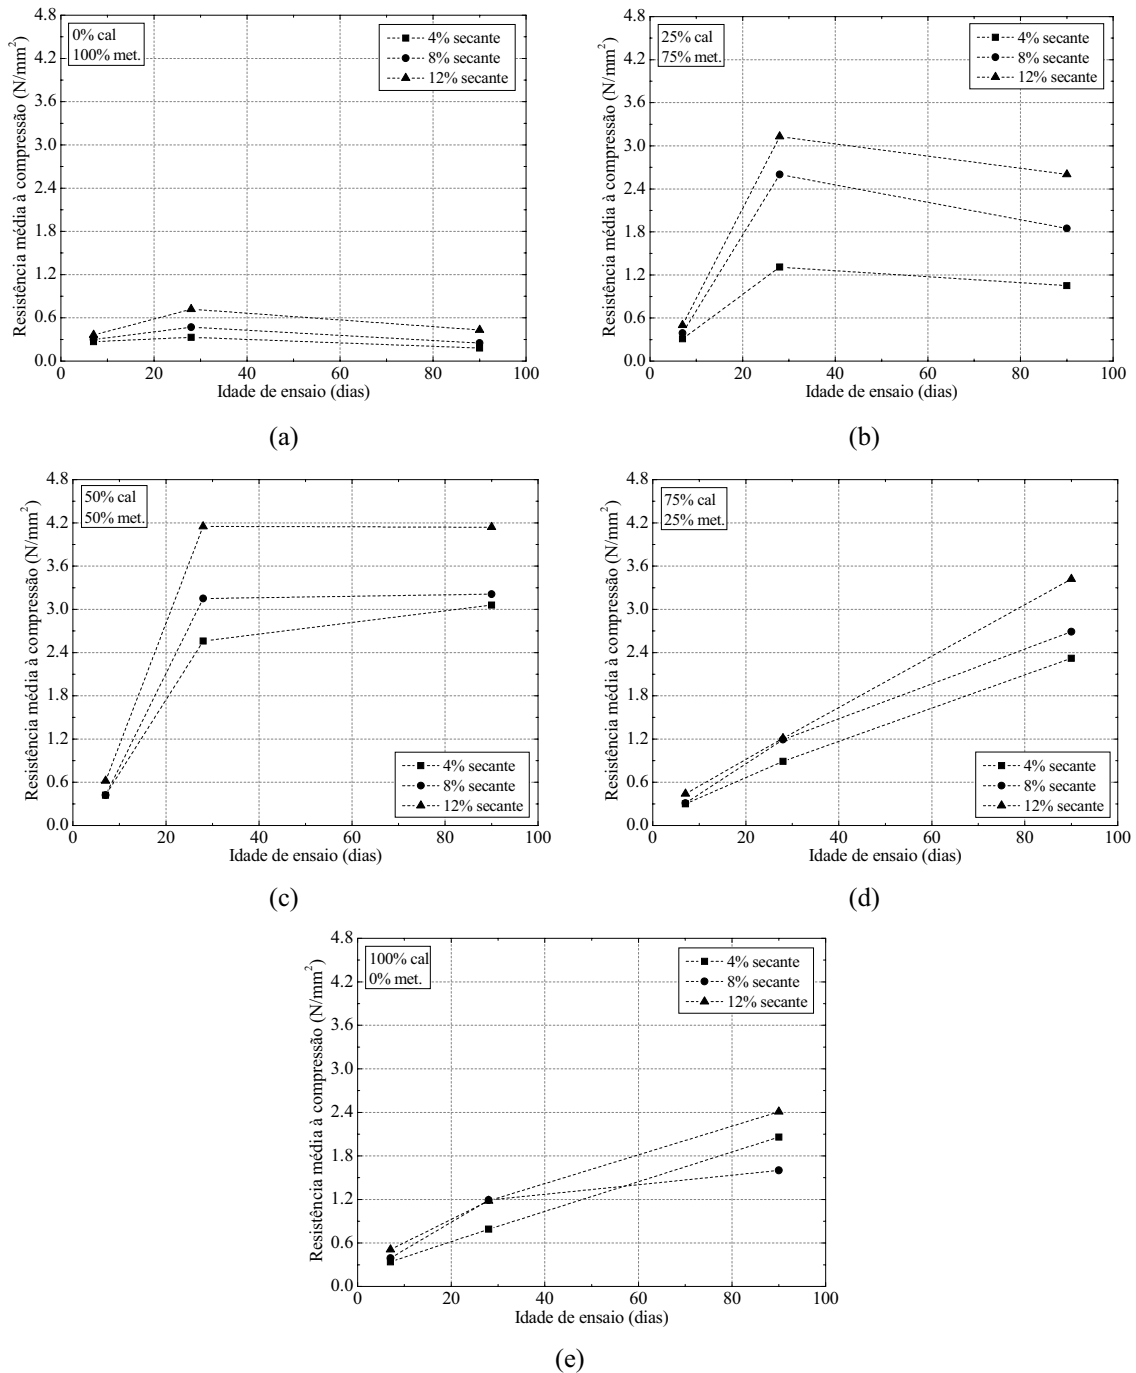 4.8
4.2
3.6
3.0
2.4
1.8
1.2
0.6
0.0
Resistência média à compressão (N/mm²)
0% cal
100% met.
4% secante
8% secante
12% secante
0 20 40 60 80 100
Idade de ensaio (dias)
(a)
4.8
4.2
3.6
3.0
2.4
1.8
1.2
0.6
0.0
Resistência média à compressão (N/mm²)
25% cal
75% met.
4% secante
8% secante
12% secante
0 20 40 60 80 100
Idade de ensaio (dias)
(b)
4.8
4.2
3.6
3.0
2.4
1.8
1.2
0.6
0.0
Resistência média à compressão (N/mm²)
50% cal
50% met.
4% secante
8% secante
12% secante
0 20 40 60 80 100
Idade de ensaio (dias)
(c)
4.8
4.2
3.6
3.0
2.4
1.8
1.2
0.6
0.0
Resistência média à compressão (N/mm²)
75% cal
25% met.
4% secante
8% secante
12% secante
0 20 40 60 80 100
Idade de ensaio (dias)
(d)
4.8
4.2
3.6
3.0
2.4
1.8
1.2
0.6
0.0
Resistência média à compressão (N/mm²)
100% cal
0% met.
4% secante
8% secante
12% secante
0 20 40 60 80 100
Idade de ensaio (dias)
(e)